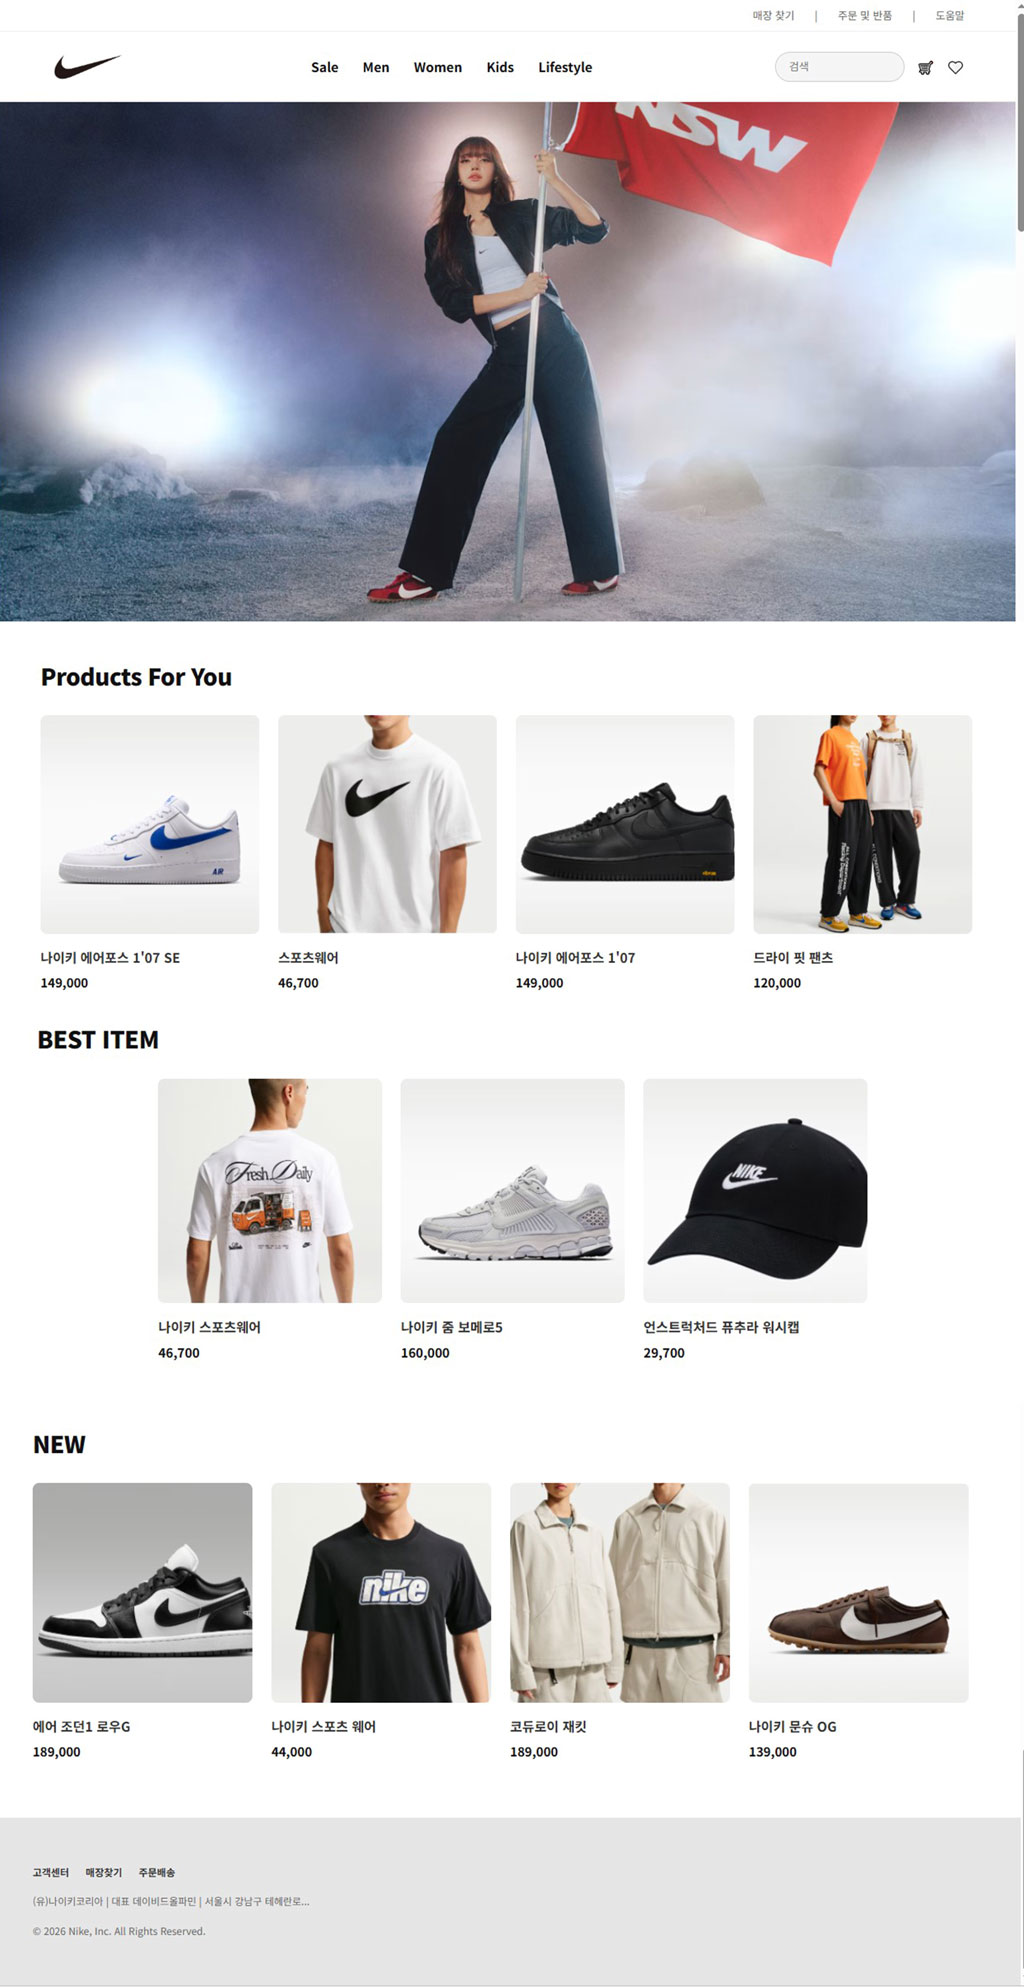 매장 찾기 | 주문 및 반품 | 도움말
Sale Men Women Kids Lifestyle
검색
NSW
Products For You
AIR
나이키 에어포스 1'07 SE
149,000
스포츠웨어
46,700
나이키 에어포스 1'07
149,000
드라이 핏 팬츠
120,000
BEST ITEM
Fresh Daily
NIKE
나이키 스포츠웨어
46,700
나이키 줌 보메로5
160,000
언스트럭처드 퓨추라 워시캡
29,700
NEW
nike
에어 조던1 로우G
189,000
나이키 스포츠 웨어
44,000
코듀로이 재킷
189,000
나이키 문슈 OG
139,000
고객센터 매장찾기 주문배송
(유)나이키코리아 | 대표 데이비드올파민 | 서울시 강남구 테헤란로...
© 2026 Nike, Inc. All Rights Reserved.